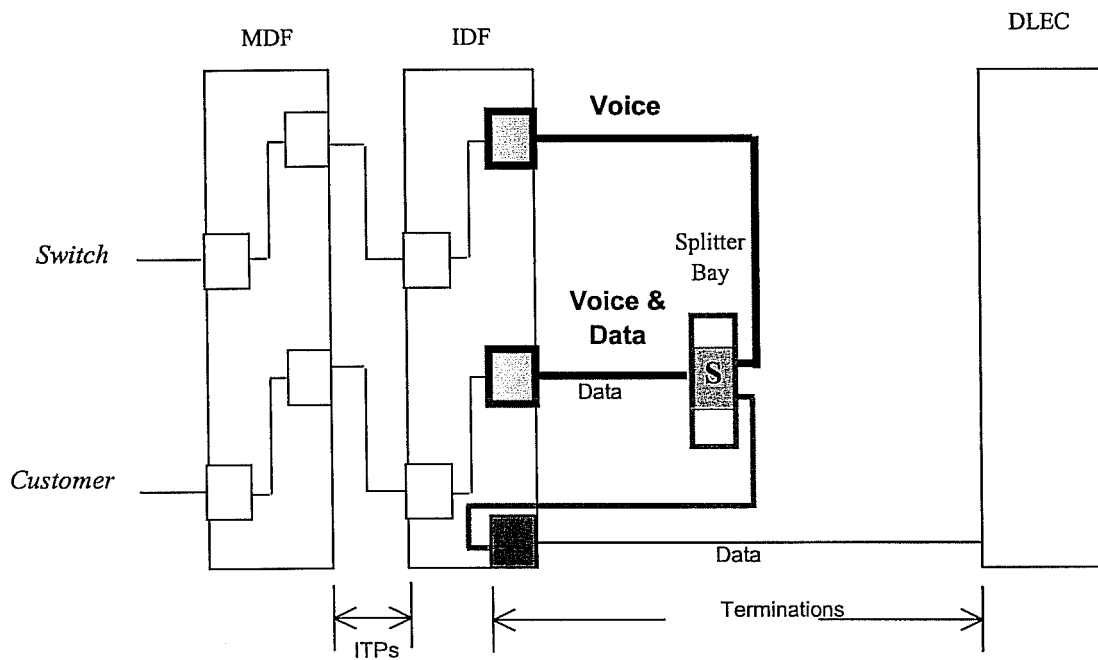 MDF
IDF
DLEC
Voice
Switch
Splitter
Bay
Voice &
Data
S
Data
Customer
Data
Terminations
ITPs